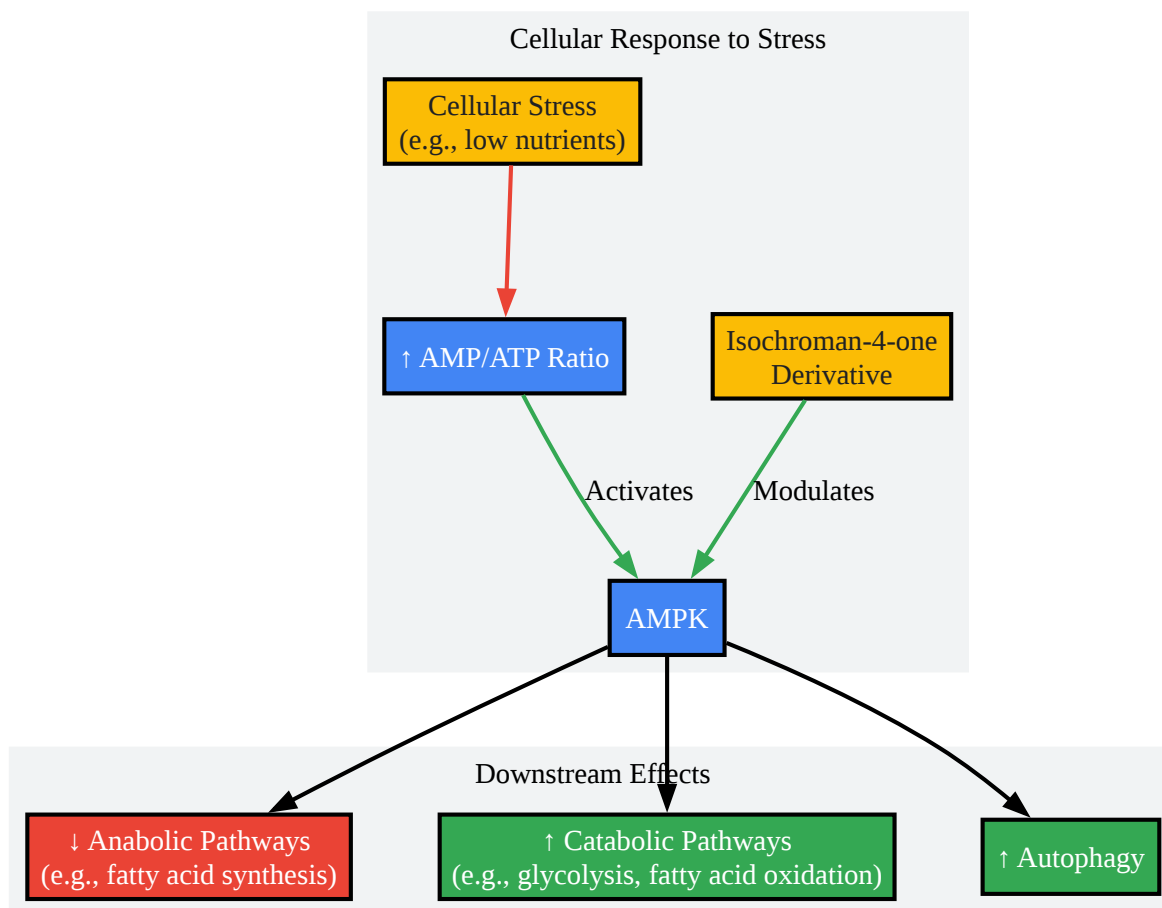 Cellular Response to Stress
Cellular Stress
(e.g., low nutrients)
↑ AMP/ATP Ratio
Isochroman-4-one
Derivative
Activates
Modulates
AMPK
Downstream Effects
↓ Anabolic Pathways
(e.g., fatty acid synthesis)
↑ Catabolic Pathways
(e.g., glycolysis, fatty acid oxidation)
↑ Autophagy